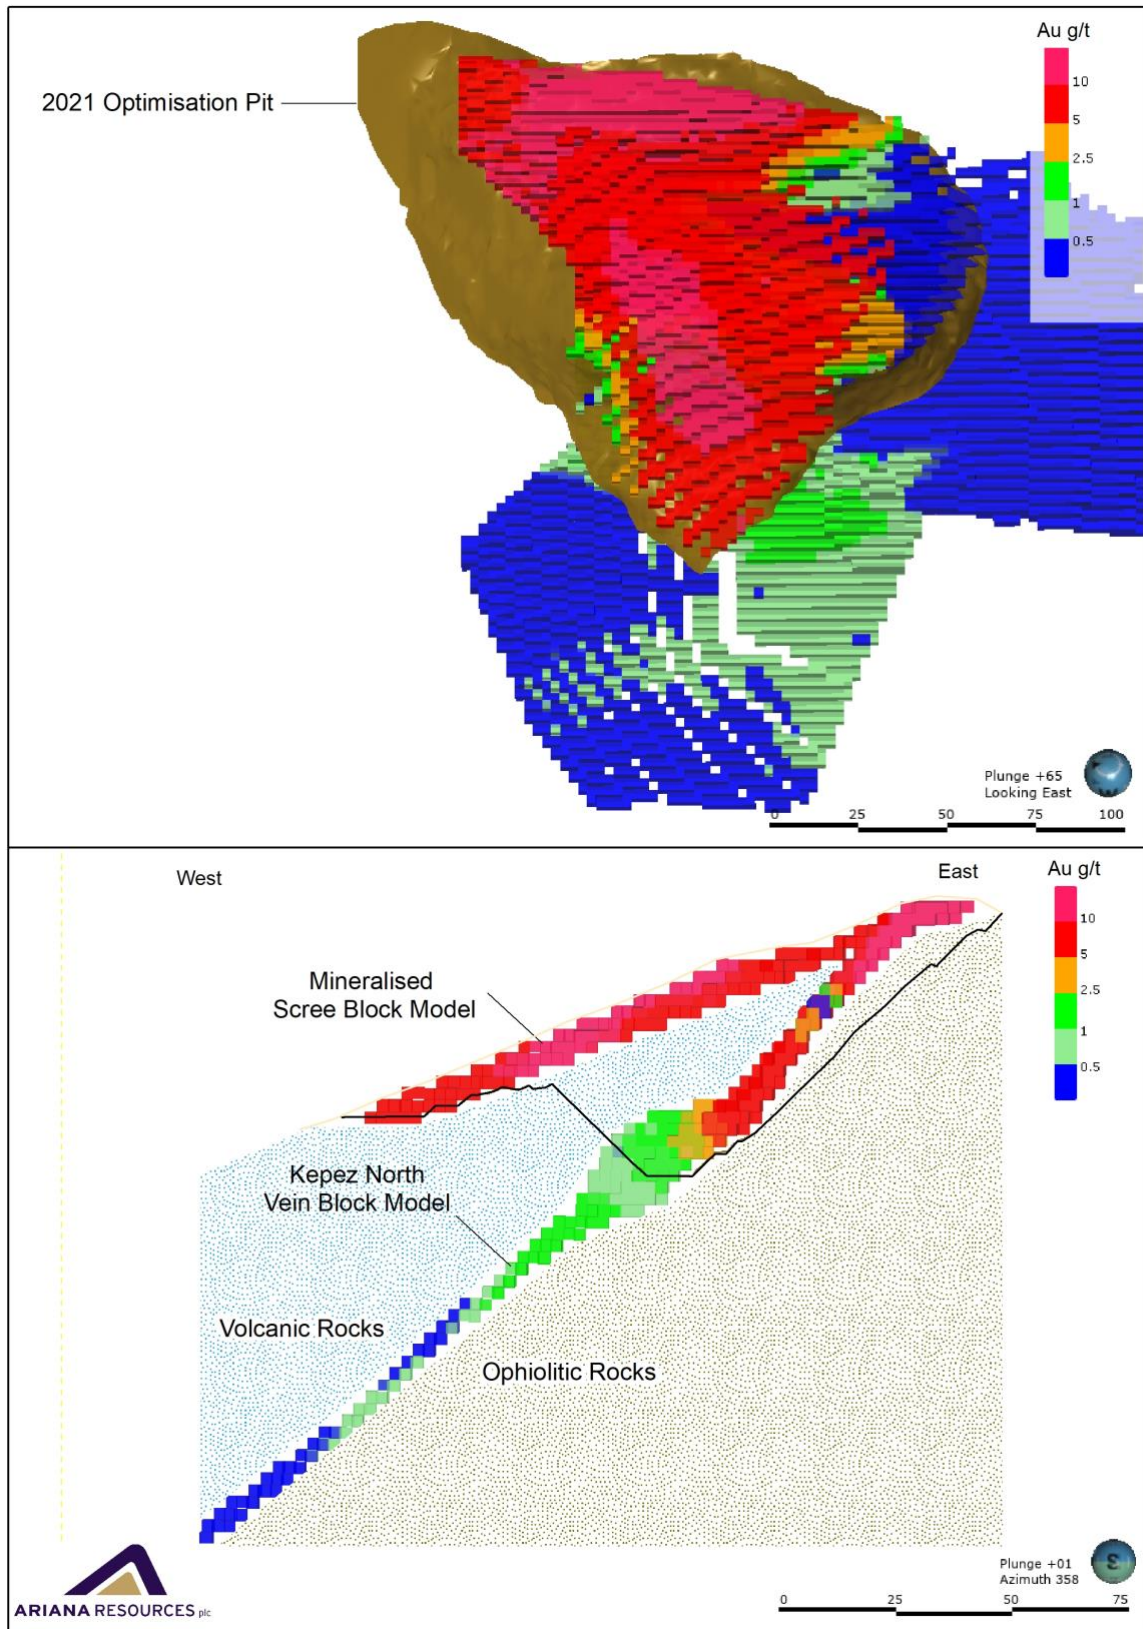 Au g/t
2021 Optimisation Pit
10
5
2.5
1
0.5
Plunge +65
Looking East
0 25 50 75 100
West
East
Au g/t
10
5
2.5
1
0.5
Mineralised
Scree Block Model
Kepez North
Vein Block Model
Volcanic Rocks
Ophiolitic Rocks
Plunge +01
Azimuth 358
0 25 50 75
ARIANA RESOURCES plc